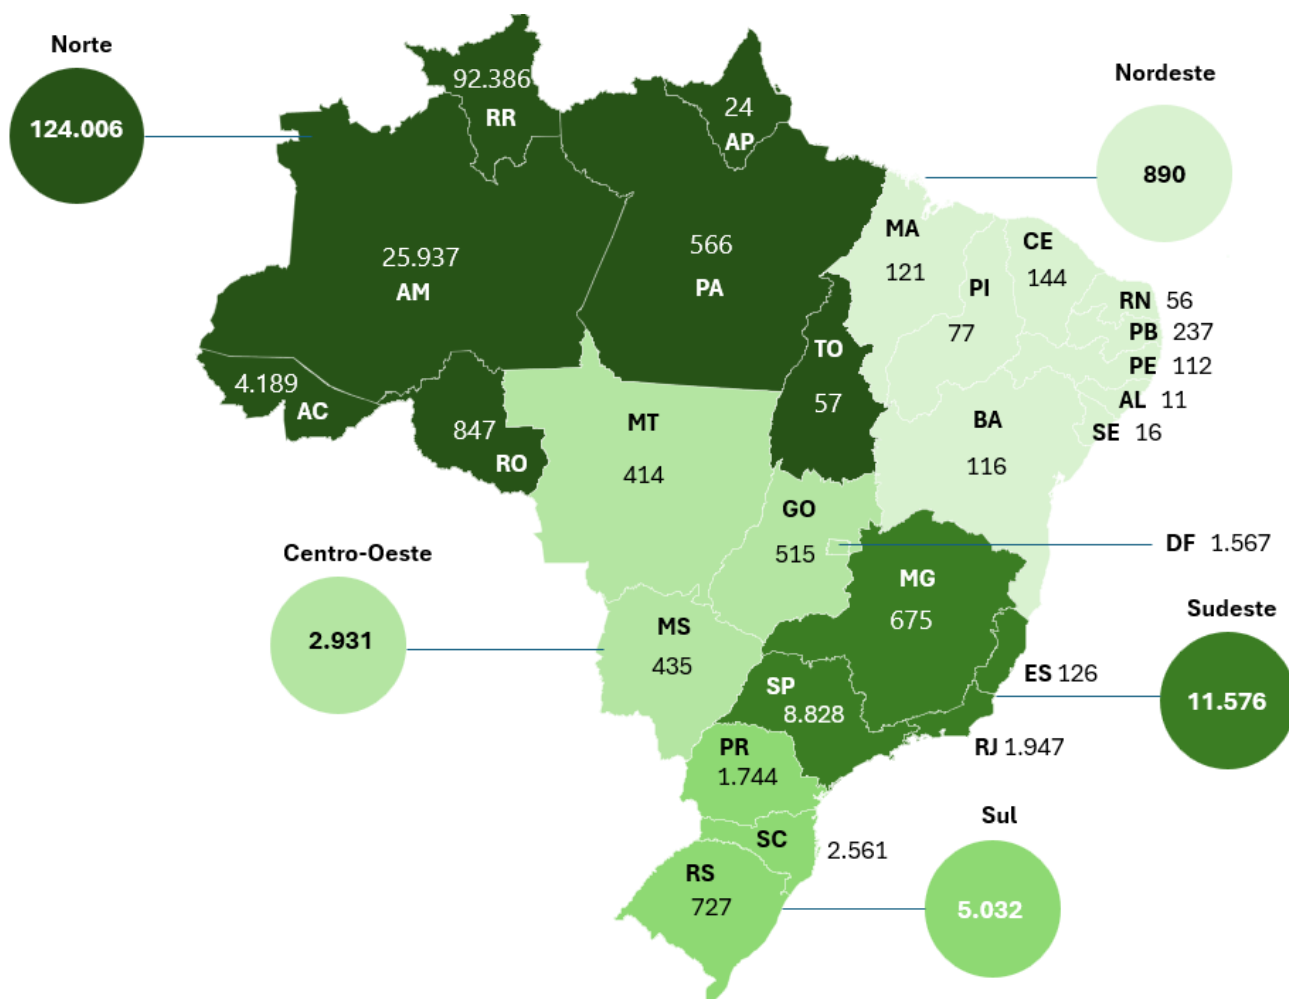 Norte
124.006
92.386
RR
24
AP
Nordeste
890
25.937
AM
566
PA
MA
121
PI
77
CE
144
RN 56
PB 237
PE 112
AL 11
SE 16
TO
57
4.189
AC
847
RO
MT
414
BA
116
GO
515
DF 1.567
Centro-Oeste
2.931
MG
675
Sudeste
11.576
MS
435
SP
8.828
ES 126
RJ 1.947
PR
1.744
Sul
5.032
SC
2.561
RS
727